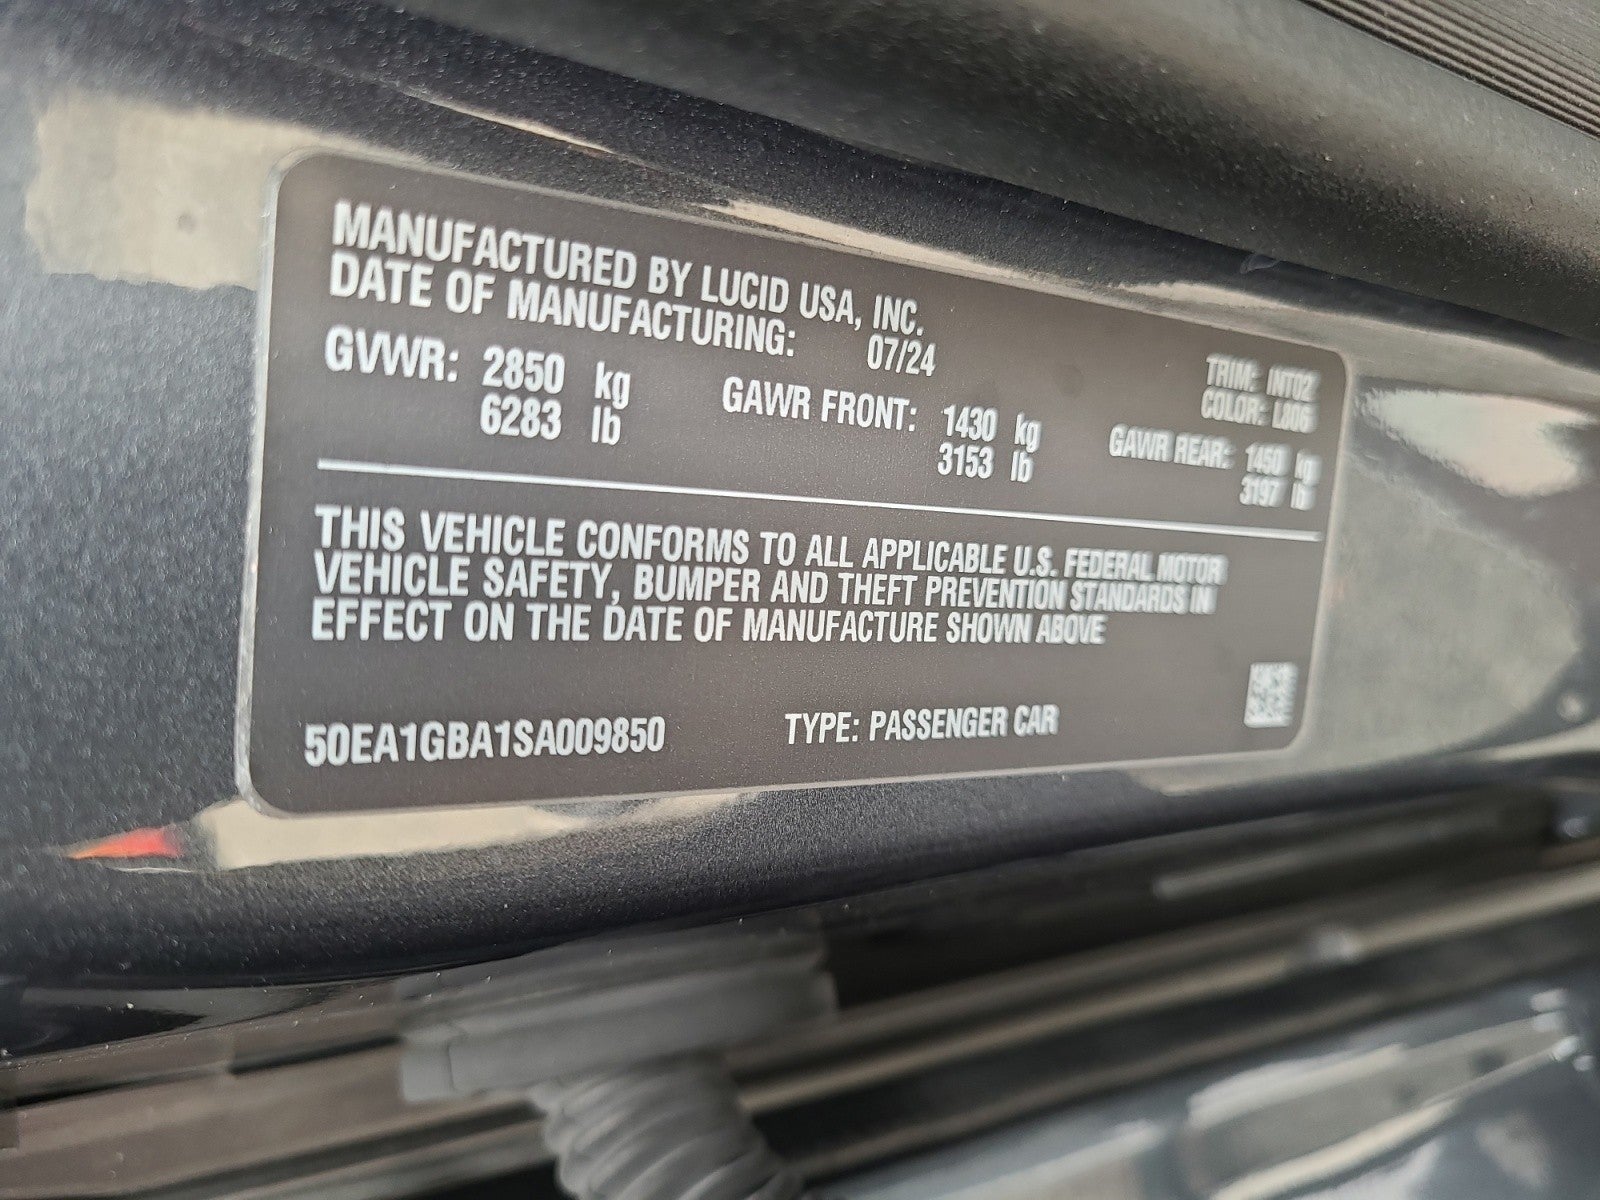 MANUFACTURED BY LUCID USA, INC.
DATE OF MANUFACTURING: 07/24
TRIM: INT02
COLOR: L806
GVWR: 2850 kg GAWR FRONT: 1430 kg GAWR REAR: 1450 kg
6283 lb 3153 lb 3197 lb
THIS VEHICLE CONFORMS TO ALL APPLICABLE U.S. FEDERAL MOTOR
VEHICLE SAFETY, BUMPER AND THEFT PREVENTION STANDARDS IN
EFFECT ON THE DATE OF MANUFACTURE SHOWN ABOVE
50EA1GBA1SA009850 TYPE: PASSENGER CAR